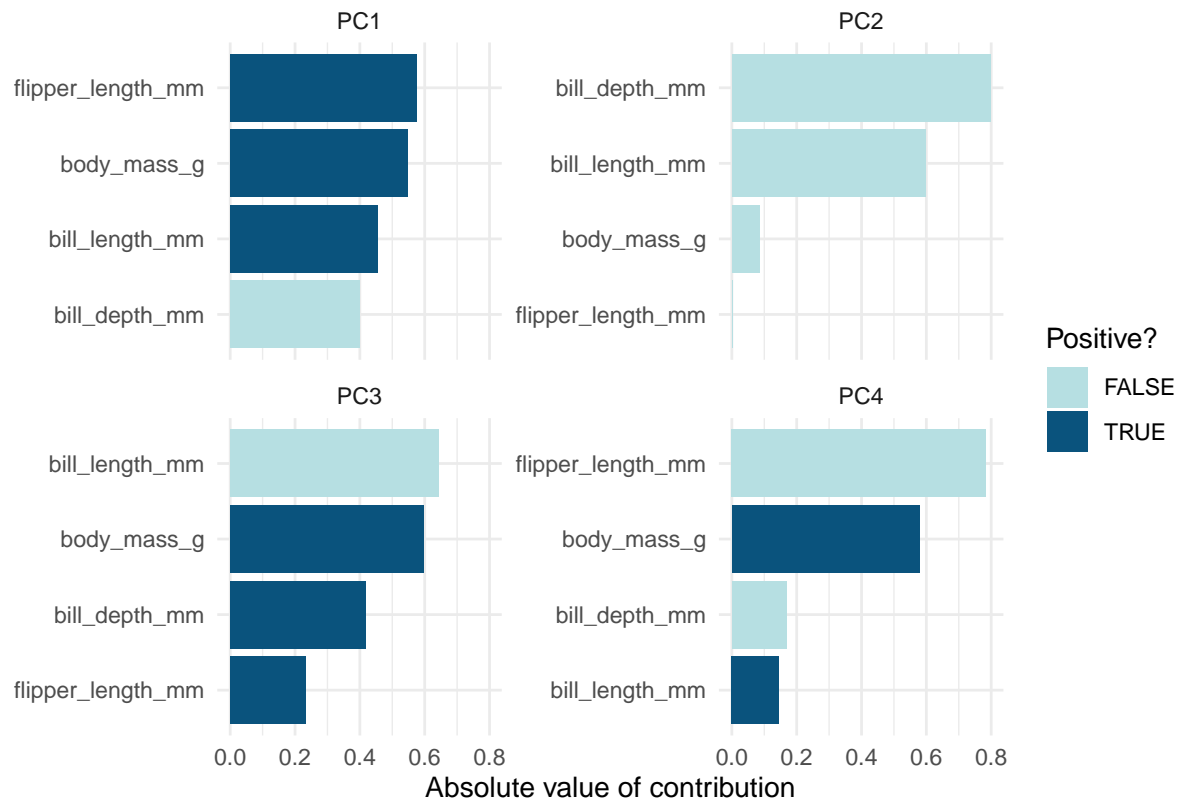 PC1
flipper_length_mm
body_mass_g
bill_length_mm
bill_depth_mm
PC2
bill_depth_mm
bill_length_mm
body_mass_g
flipper_length_mm
PC3
bill_length_mm
body_mass_g
bill_depth_mm
flipper_length_mm
0.0 0.2 0.4 0.6 0.8
PC4
flipper_length_mm
body_mass_g
bill_depth_mm
bill_length_mm
0.0 0.2 0.4 0.6 0.8
Absolute value of contribution
Positive?
FALSE
TRUE